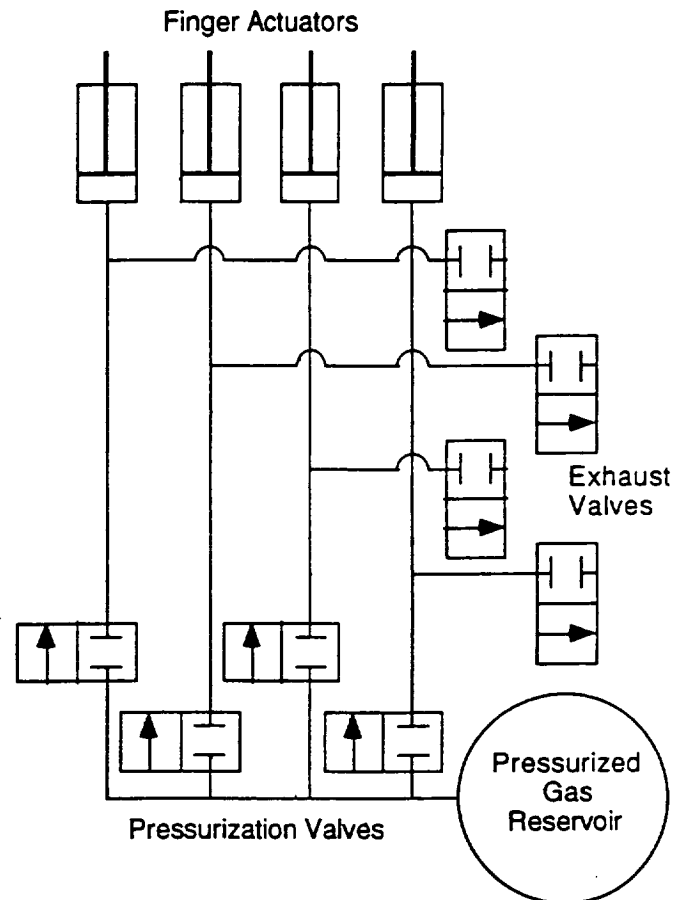 Finger Actuators
Exhaust
Valves
Pressurized
Gas
Reservoir
Pressurization Valves